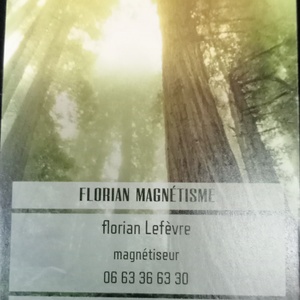 FLORIAN MAGNÉTISME
florian Lefèvre
magnétiseur
06 63 36 63 30